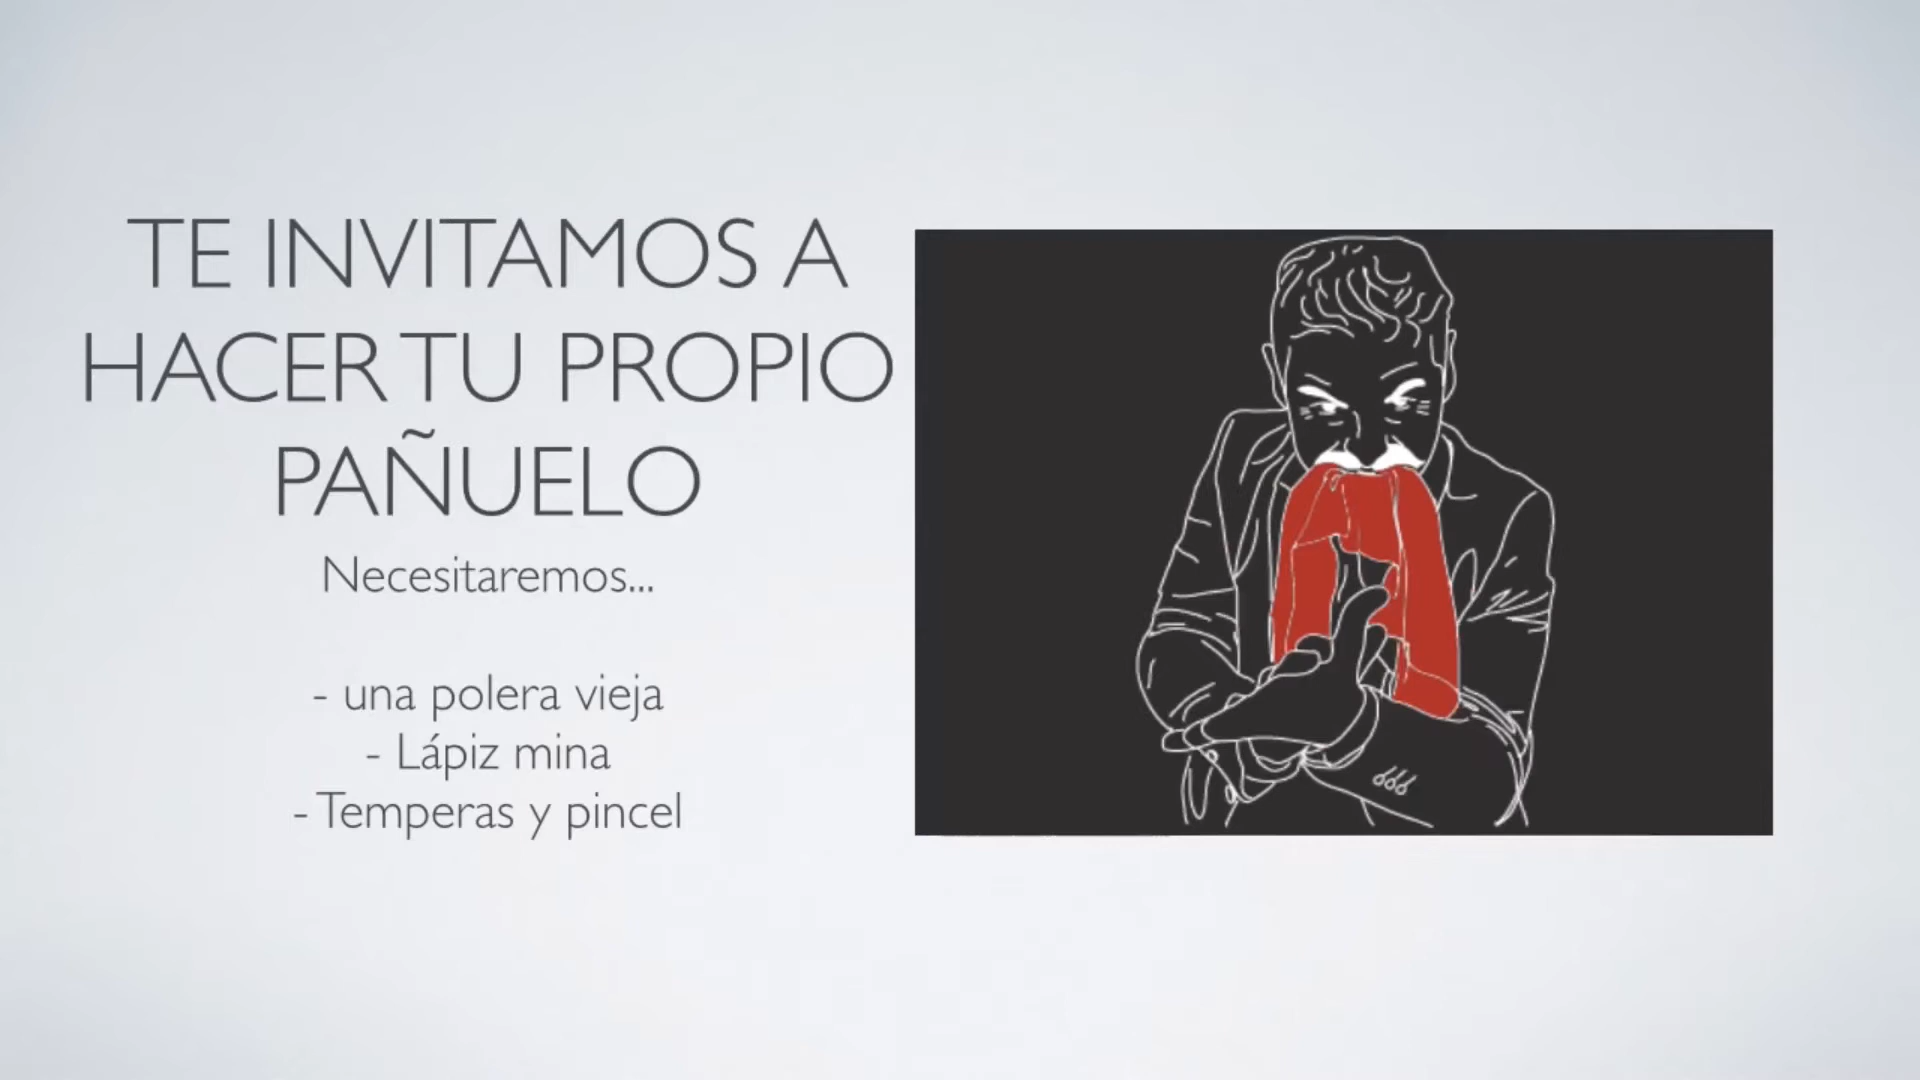 TE INVITAMOS A
HACER TU PROPIO
PAÑUELO
Necesitaremos...
- una polera vieja
- Lápiz mina
- Temperas y pincel